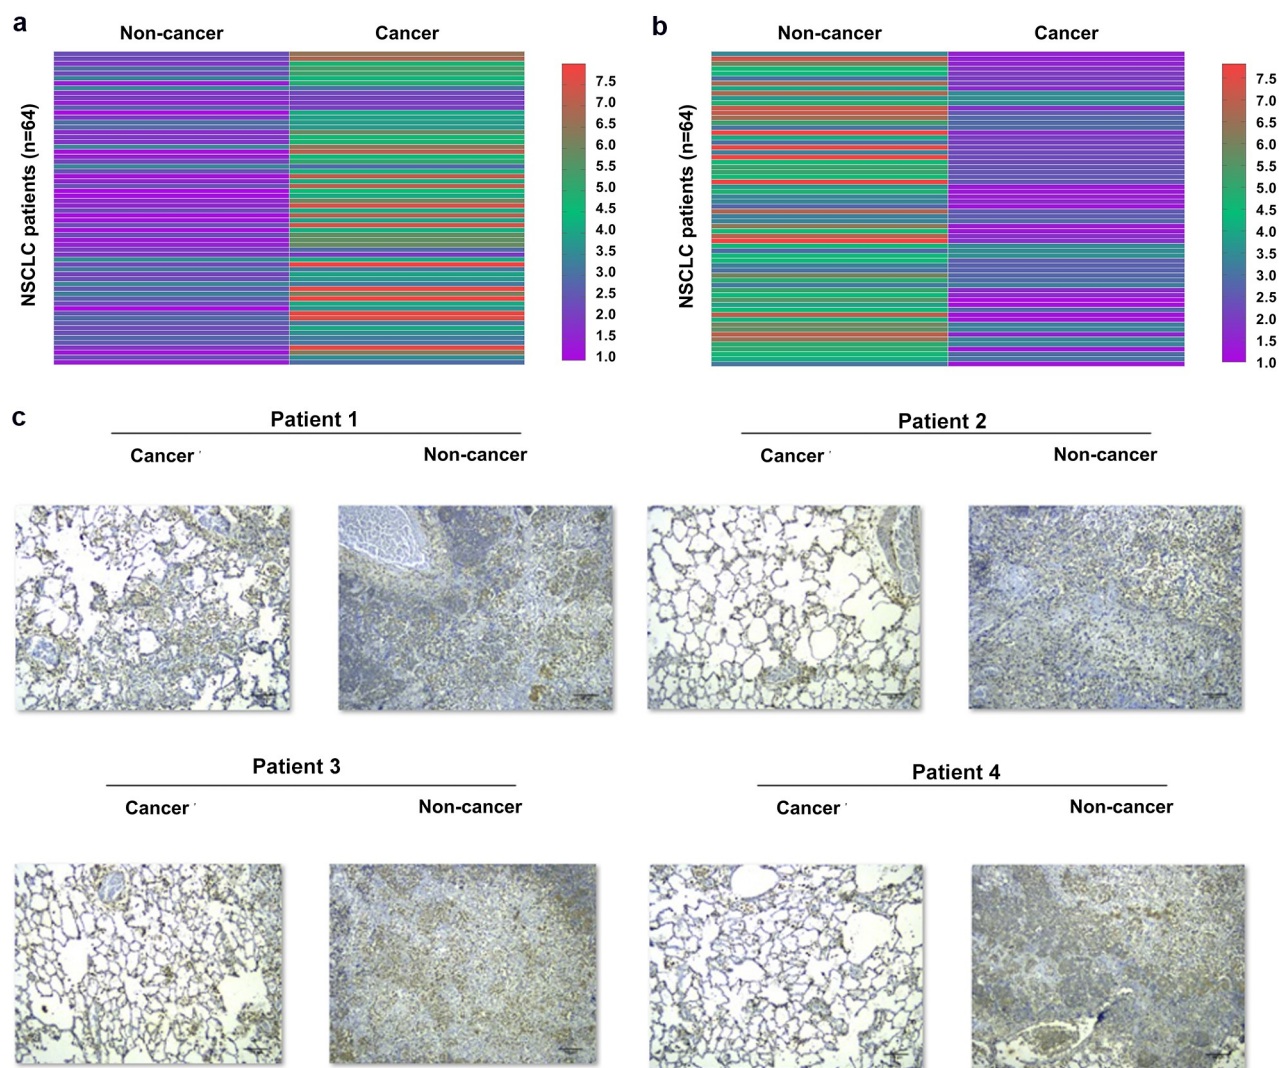 a
Non-cancer
Cancer
NSCLC patients (n=64)
7.5
7.0
6.5
6.0
5.5
5.0
4.5
4.0
3.5
3.0
2.5
2.0
1.5
1.0
b
Non-cancer
Cancer
NSCLC patients (n=64)
7.5
7.0
6.5
6.0
5.5
5.0
4.5
4.0
3.5
3.0
2.5
2.0
1.5
1.0
c
Patient 1
Cancer
Non-cancer
Patient 2
Cancer
Non-cancer
Patient 3
Cancer
Non-cancer
Patient 4
Cancer
Non-cancer